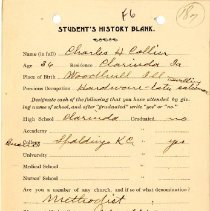 F6
187
STUDENT'S HISTORY BLANK.
Name (in full) Charles H Collier
Age 26 Residence Clarinda Ia
Place of Birth Woodhull Ill
Previous Occupation Hardware
Designate each of the following that you have attended by giving name of school, and after "graduated" write "yes" or "no"
High School Clarinda Graduated no
Academy
College Spaldings K.C. " yes
University "
Medical School "
Nurses' School "
Are you a member of any church, and if so of what denomination?
Methodist